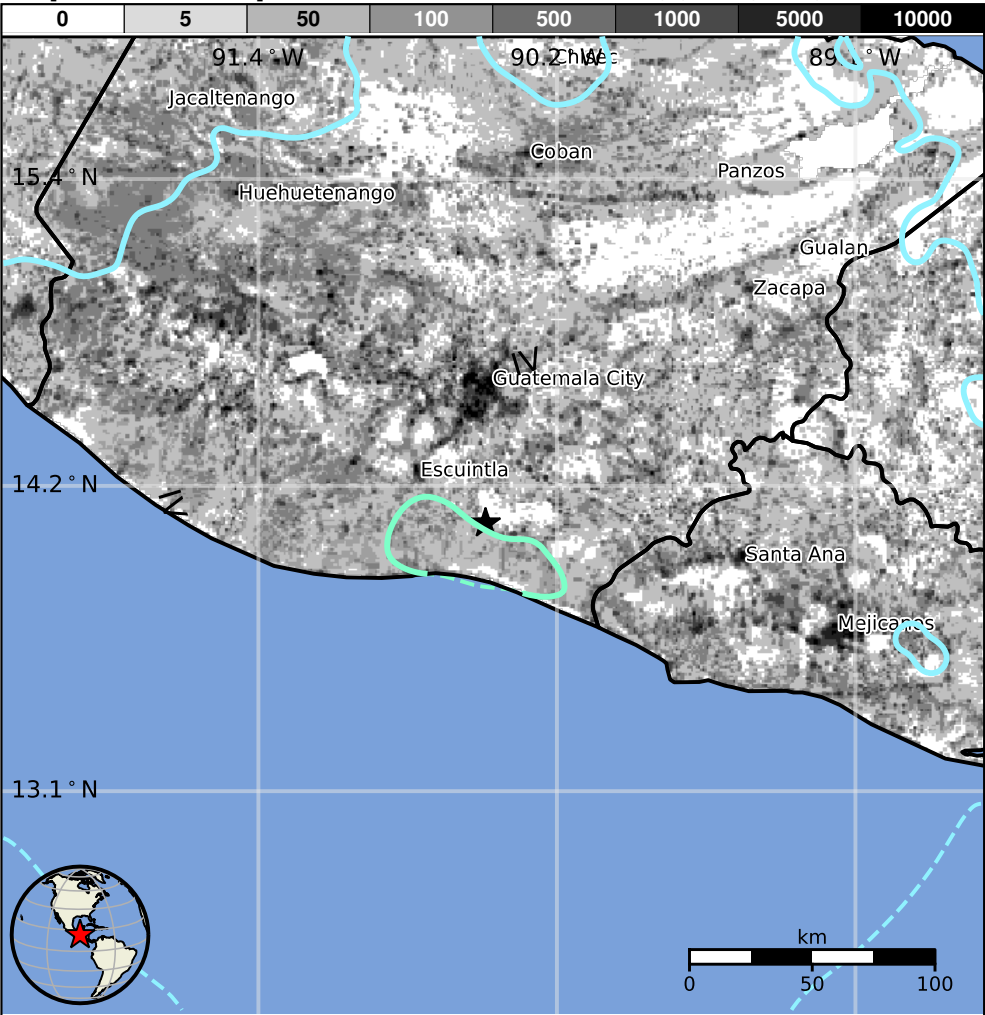 0 5 50 100 500 1000 5000 10000
91.4°W 90.2°W
Chisec
Jacaltenango
Coban
Panzos
15.4°N
Huehuetenango
Gualan
Zacapa
IV
Guatemala City
Escuintla
14.2°N
IV
Santa Ana
Mejicanos
13.1°N
km
0 50 100